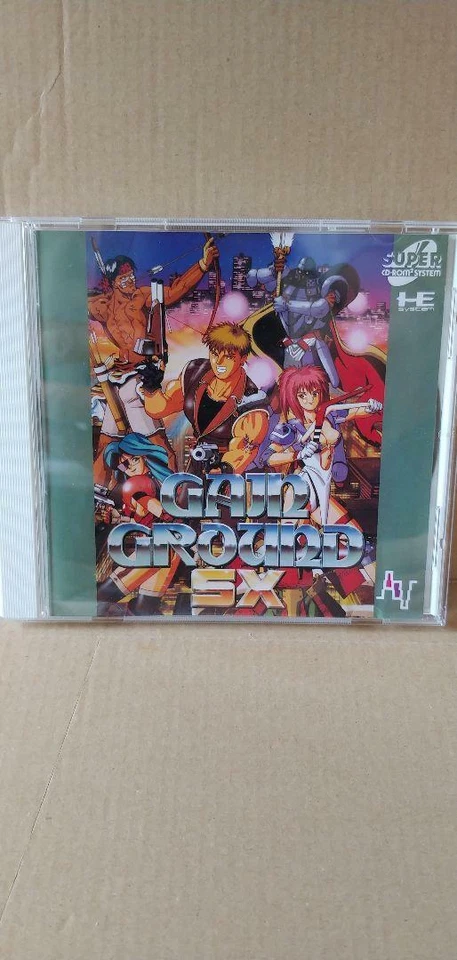 SUPER
CD-ROM² SYSTEM
HE
SYSTEM
GAIN
GROUND
SX